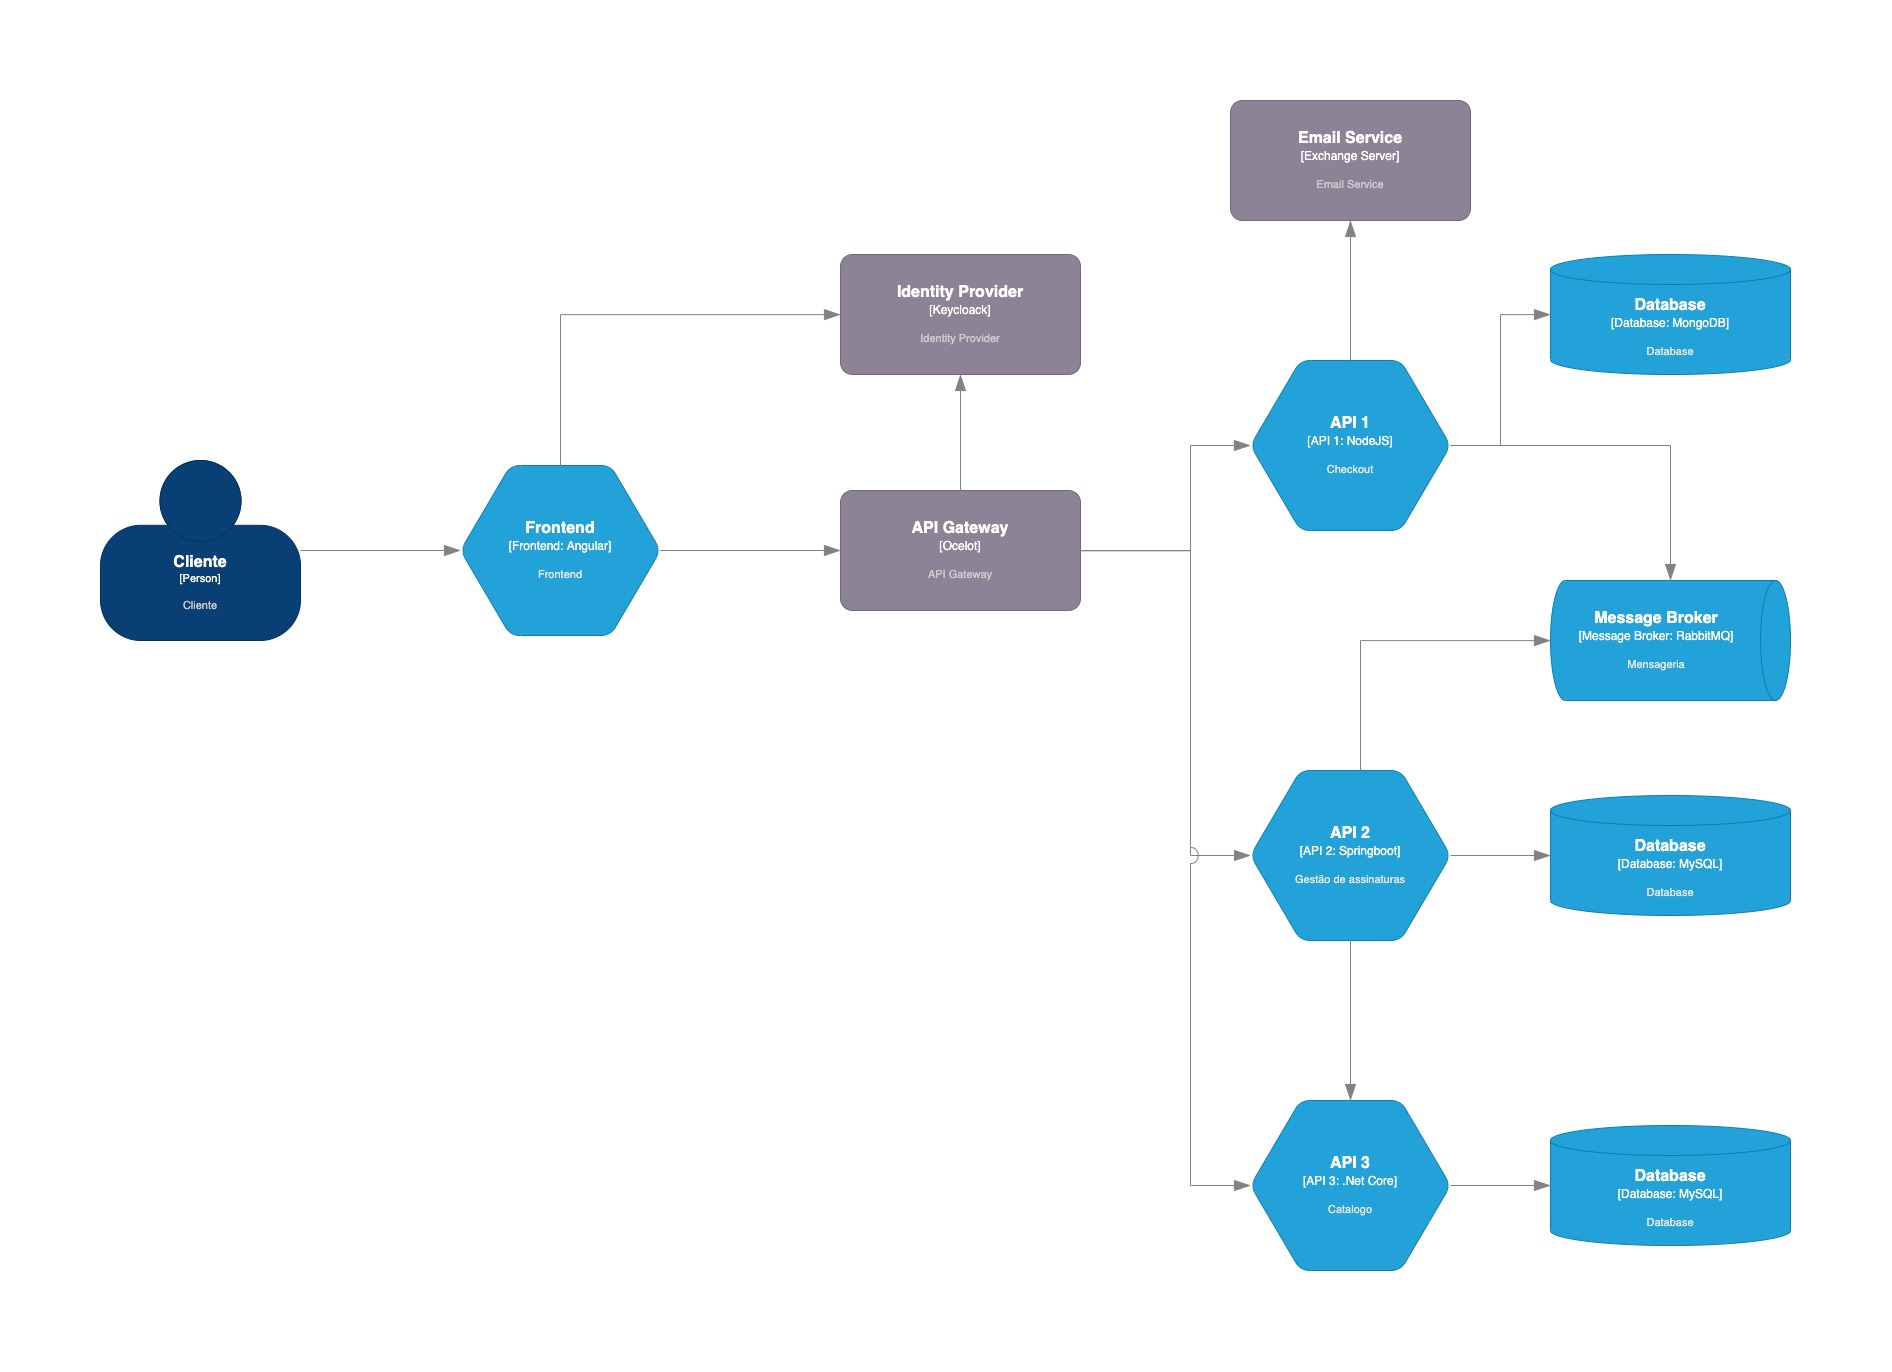 Email Service
[Exchange Server]
Email Service
Identity Provider
[Keycloack]
Identity Provider
Database
[Database: MongoDB]
Database
API 1
[API 1: NodeJS]
Checkout
Cliente
[Person]
Cliente
Frontend
[Frontend: Angular]
Frontend
API Gateway
[Ocelot]
API Gateway
Message Broker
[Message Broker: RabbitMQ]
Mensageria
API 2
[API 2: Springboot]
Gestão de assinaturas
Database
[Database: MySQL]
Database
API 3
[API 3: .Net Core]
Catalogo
Database
[Database: MySQL]
Database